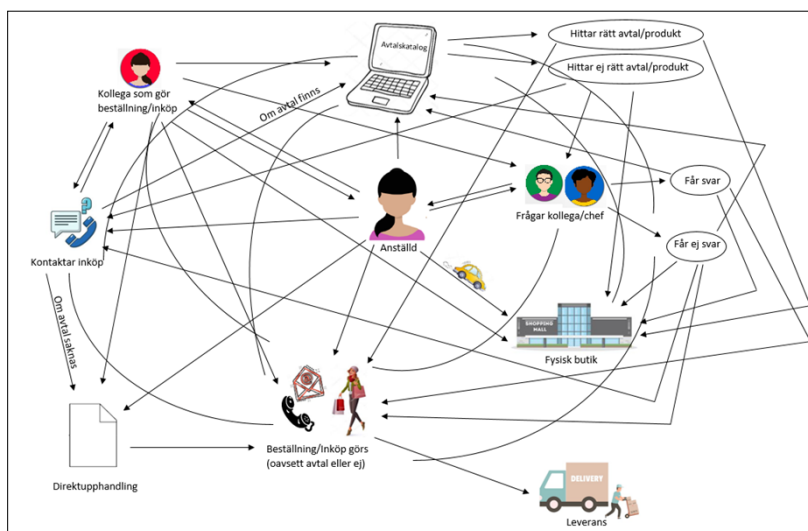 Hittar rätt avtal/produkt
Avtalskatalog
Hittar ej rätt avtal/produkt
Kollega som gör
beställning/inköp
Om avtal finns
Får svar
Frågar kollega/chef
Får ej svar
Anställd
Kontaktar inköp
SHOPPING
MALL
Fysisk butik
Om avtal saknas
Beställning/Inköp görs
(oavsett avtal eller ej)
Direktupphandling
DELIVERY
Leverans